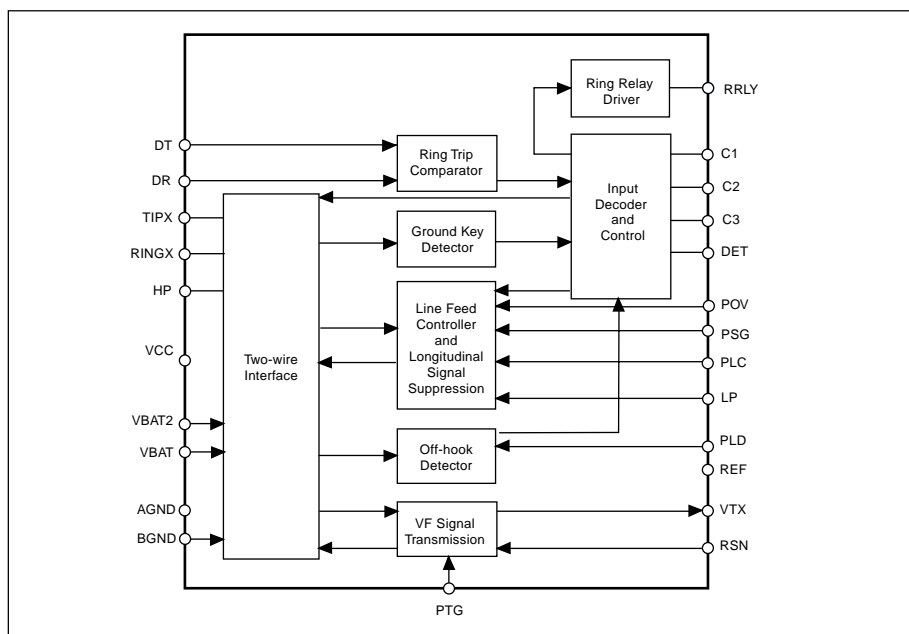 Ring Relay
Driver
RRLY
DT
Ring Trip
Comparator
C1
DR
Input
Decoder
and
Control
C2
TIPX
C3
Ground Key
Detector
RINGX
DET
HP
Line Feed
Controller
and
Longitudinal
Signal
Suppression
POV
PSG
VCC
Two-wire
Interface
PLC
LP
VBAT2
VBAT
Off-hook
Detector
PLD
REF
AGND
VF Signal
Transmission
VTX
BGND
RSN
PTG